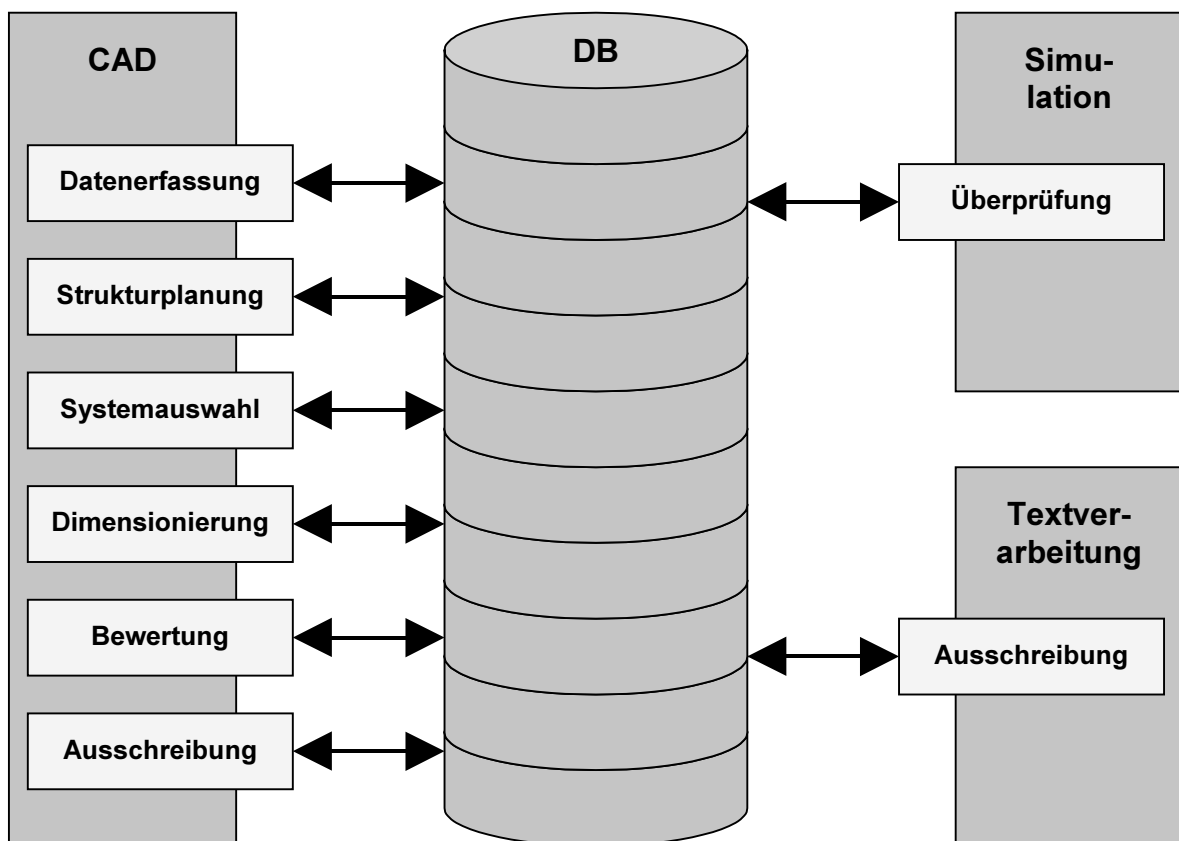 CAD
Datenerfassung
Strukturplanung
Systemauswahl
Dimensionierung
Bewertung
Ausschreibung
DB
Simu-
lation
Überprüfung
Textver-
arbeitung
Ausschreibung